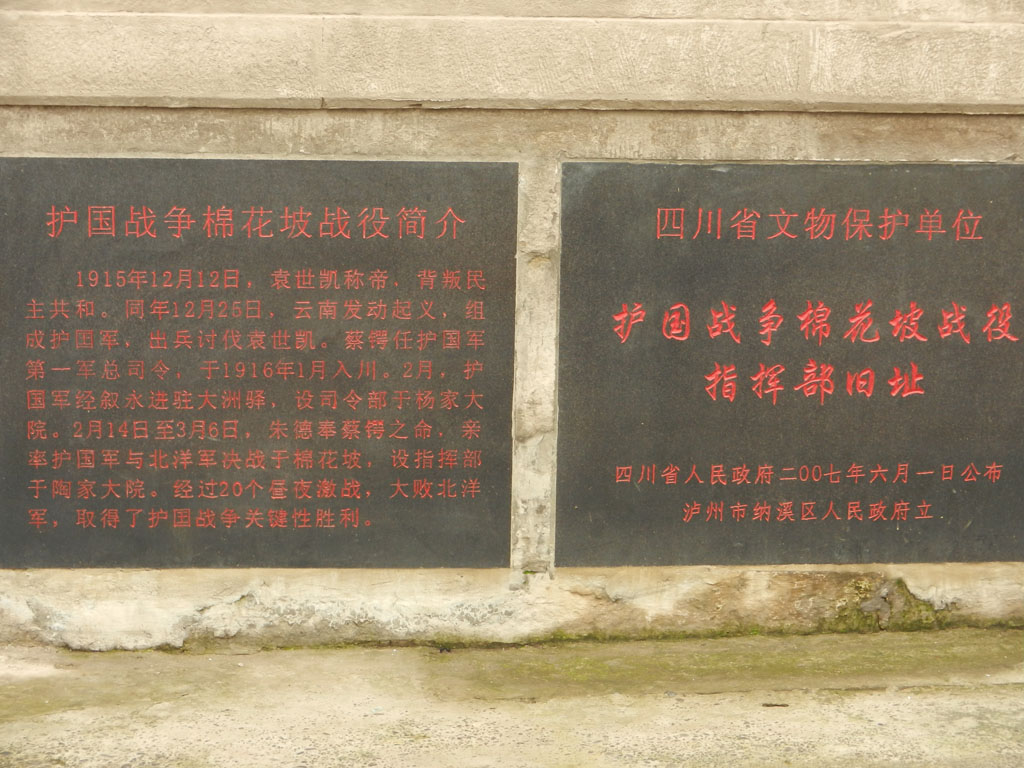 护国战争棉花坡战役简介
1915年12月12日，袁世凯称帝，背叛民
主共和。同年12月25日，云南发动起义，组
成护国军，出兵讨伐袁世凯。蔡锷任护国军
第一军总司令，于1916年1月入川。2月，护
国军经叙永进驻大洲驿，设司令部于杨家大
院。2月14日至3月6日，朱德奉蔡锷之命，亲
率护国军与北洋军决战于棉花坡，设指挥部
于陶家大院。经过20个昼夜激战，大败北洋
军，取得了护国战争关键性胜利。
四川省文物保护单位
护国战争棉花坡战役
指挥部旧址
四川省人民政府二〇〇七年六月一日公布
泸州市纳溪区人民政府立